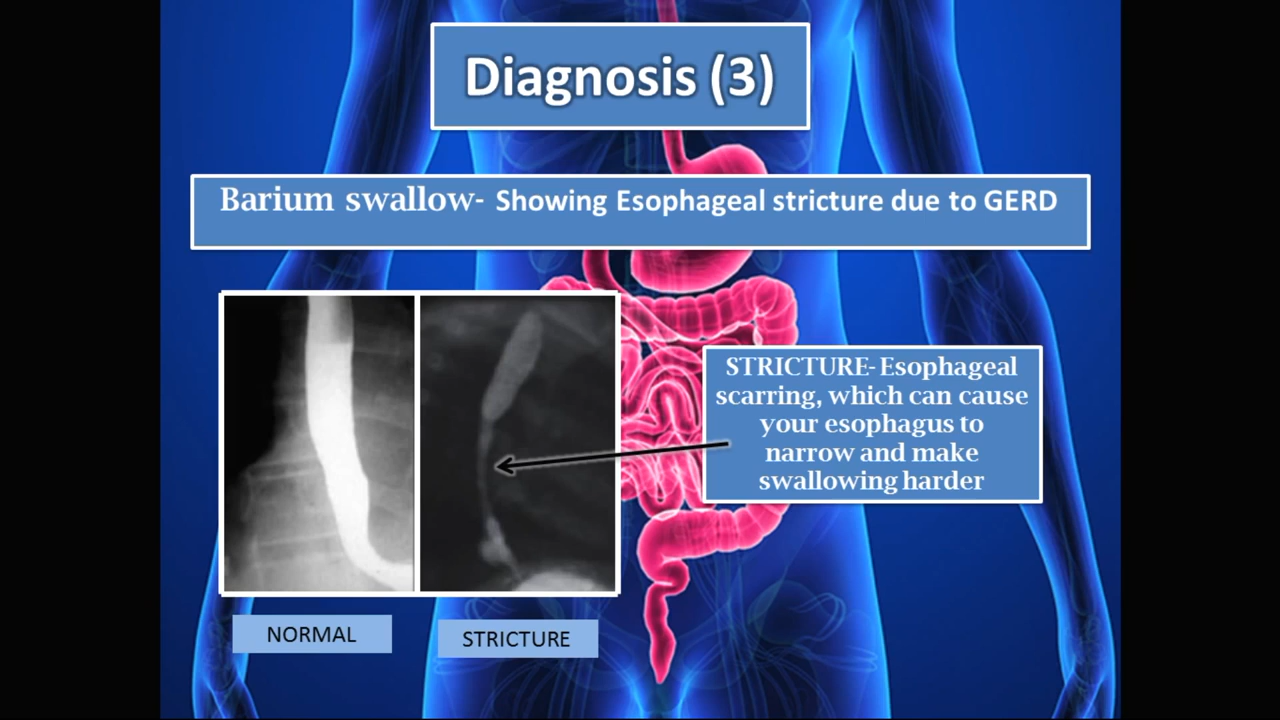 Diagnosis (3)
Barium swallow- Showing Esophageal stricture due to GERD
STRICTURE- Esophageal
scarring, which can cause
your esophagus to
narrow and make
swallowing harder
NORMAL
STRICTURE